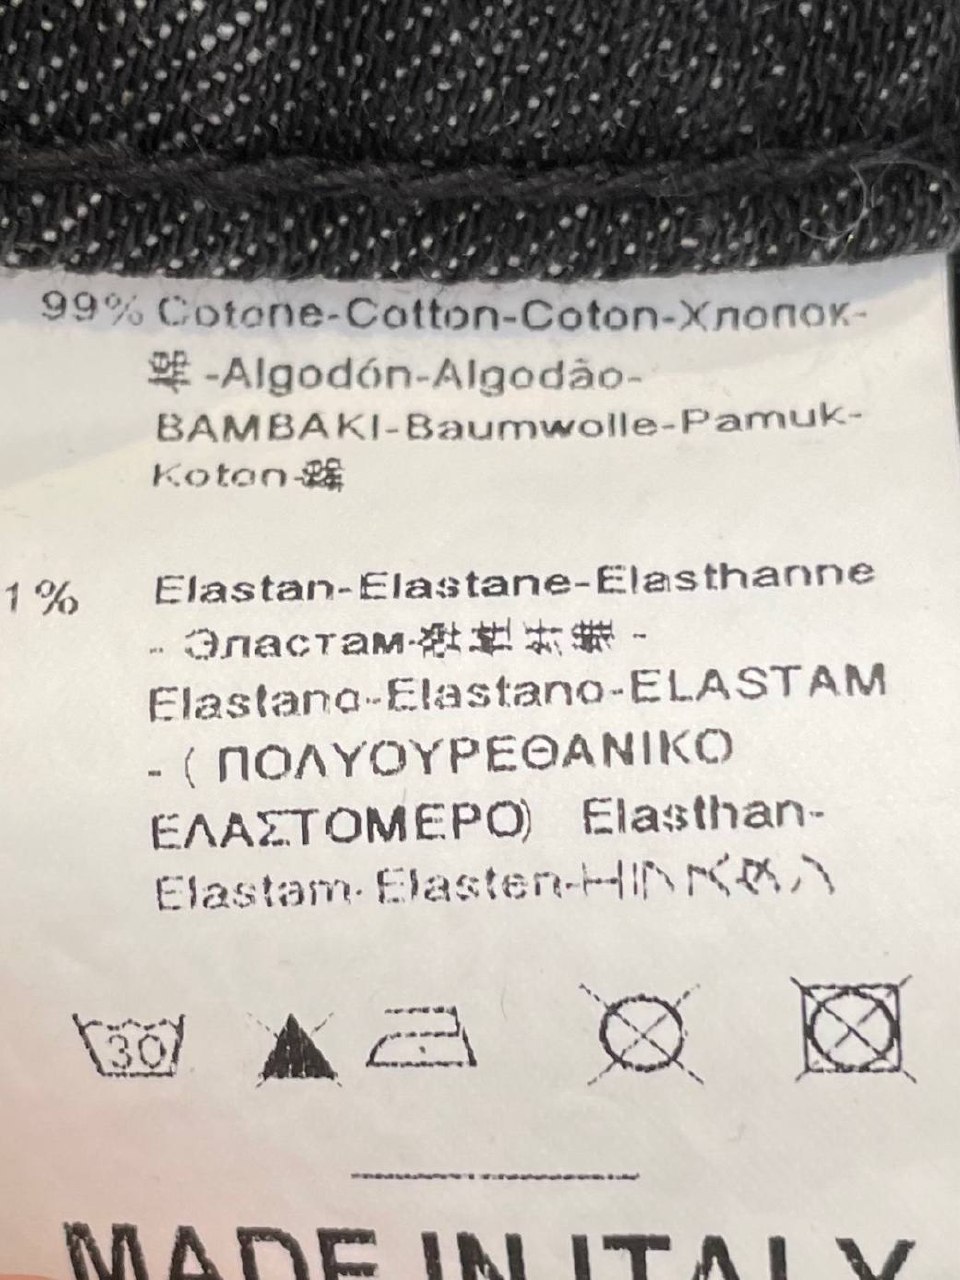 99% Cotone-Cotton-Coton-Хлопок-
-Algodón-Algodão-
BAMBAKI-Baumwolle-Pamuk-
Koton-
1% Elastan-Elastane-Elasthanne
- Эластам- -
Elastano-Elastano-ELASTAM
- ( ΠΟΛΥΟΥΡΕΘΑΝΙΚΟ
ΕΛΑΣΤΟΜΕΡΟ) Elasthan-
Elastam- Elasten-
30
MADE IN ITALY